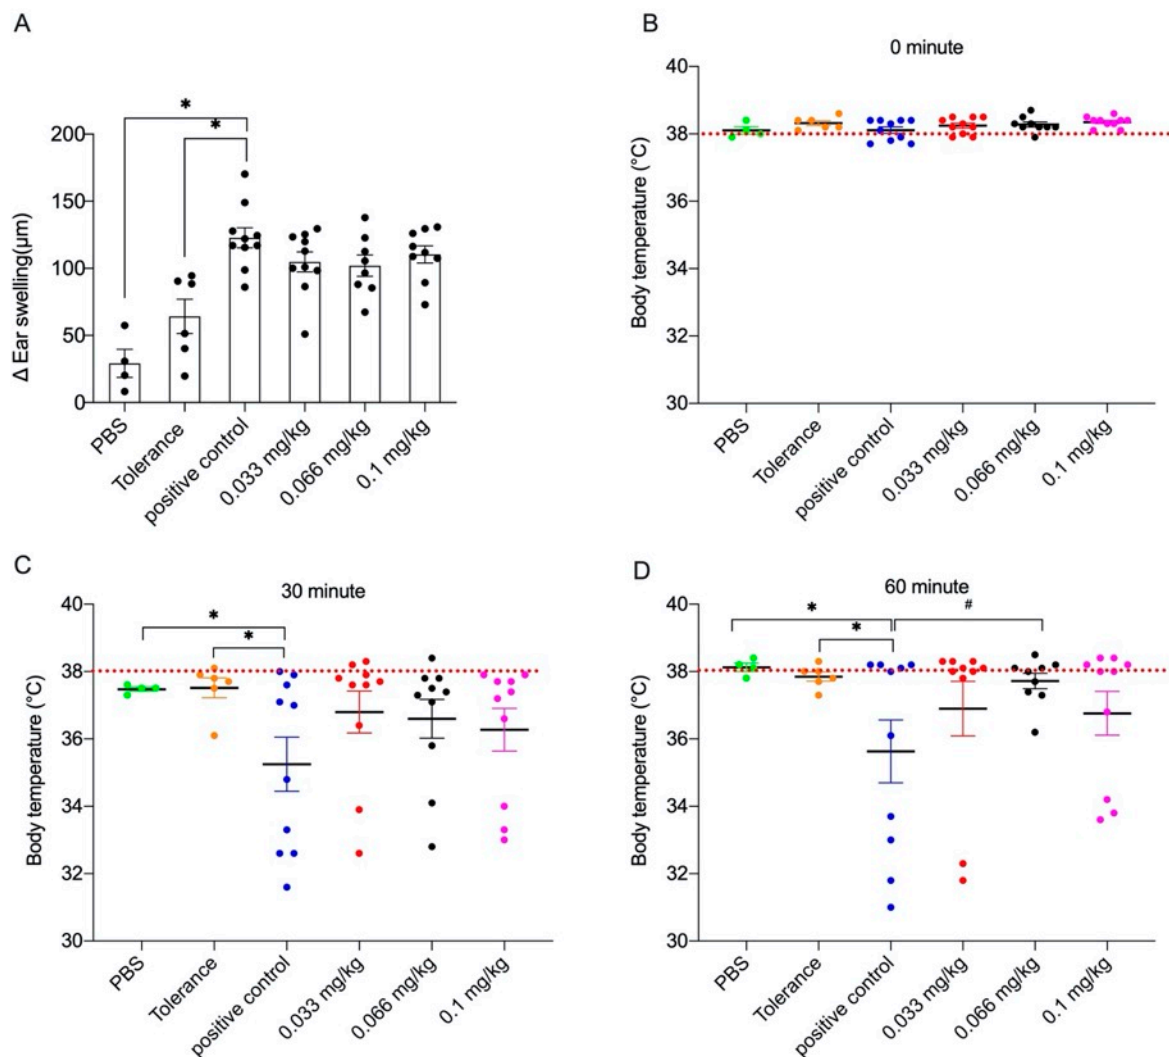 A
*
*
Δ Ear swelling(μm)
200
150
100
50
0
PBS
Tolerance
positive control
0.033 mg/kg
0.066 mg/kg
0.1 mg/kg
B
0 minute
Body temperature (°C)
40
38
36
34
32
30
PBS
Tolerance
positive control
0.033 mg/kg
0.066 mg/kg
0.1 mg/kg
C
30 minute
*
*
Body temperature (°C)
40
38
36
34
32
30
PBS
Tolerance
positive control
0.033 mg/kg
0.066 mg/kg
0.1 mg/kg
D
60 minute
*
#
*
Body temperature (°C)
40
38
36
34
32
30
PBS
Tolerance
positive control
0.033 mg/kg
0.066 mg/kg
0.1 mg/kg